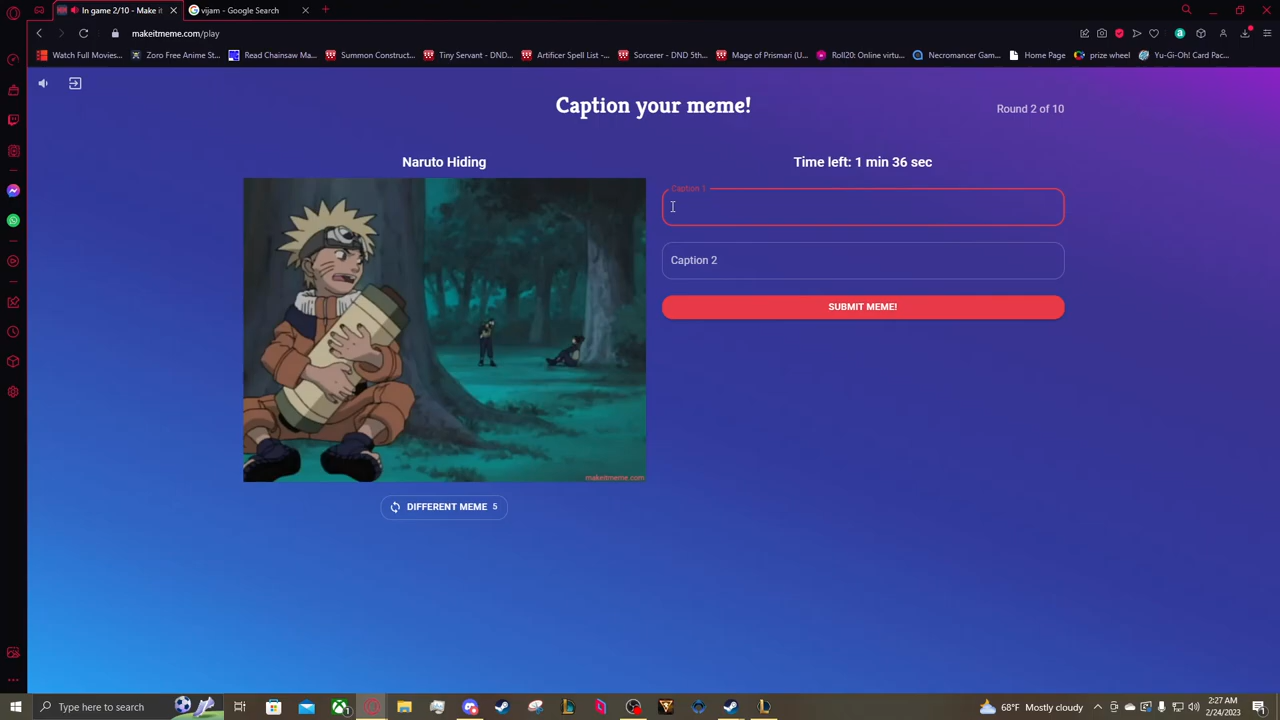 In game 2/10 - Make it
vijam - Google Search
makeitmeme.com/play
Watch Full Movies...
Zoro Free Anime St...
Read Chainsaw Ma...
Summon Construct...
Tiny Servant - DND...
Artificer Spell List -...
Sorcerer - DND 5th...
Mage of Prismari (U...
Roll20: Online virtu...
Necromancer Gam...
Home Page
prize wheel
Yu-Gi-Oh! Card Pac...
Caption your meme!
Round 2 of 10
Naruto Hiding
Time left: 1 min 36 sec
Caption 1
Caption 2
SUBMIT MEME!
makeitmeme.com
DIFFERENT MEME 5
Type here to search
68°F Mostly cloudy
2:27 AM
2/24/2023